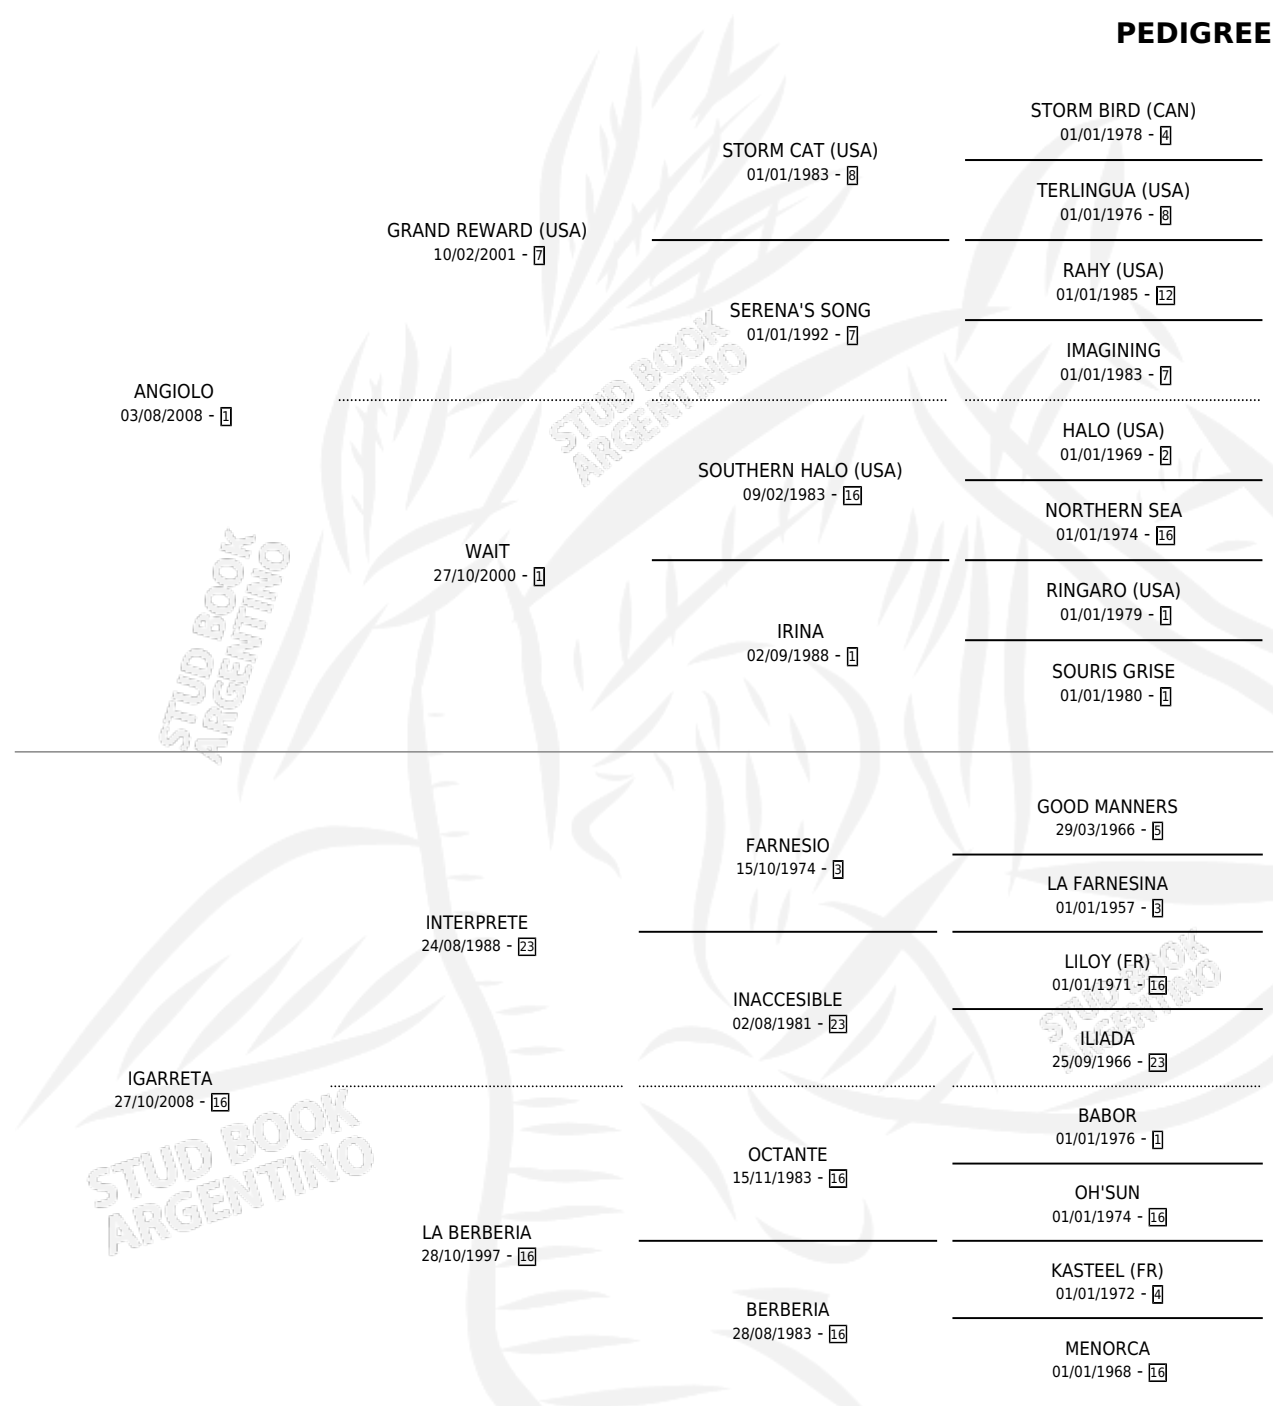 PEDIGREE
STORM BIRD (CAN)
01/01/1978 - 4
STORM CAT (USA)
01/01/1983 - 8
TERLINGUA (USA)
01/01/1976 - 8
GRAND REWARD (USA)
10/02/2001 - 7
RAHY (USA)
01/01/1985 - 12
SERENA'S SONG
01/01/1992 - 7
IMAGINING
01/01/1983 - 7
ANGIOLO
03/08/2008 - 1
HALO (USA)
01/01/1969 - 2
SOUTHERN HALO (USA)
09/02/1983 - 16
NORTHERN SEA
01/01/1974 - 16
WAIT
27/10/2000 - 1
RINGARO (USA)
01/01/1979 - 1
IRINA
02/09/1988 - 1
SOURIS GRISE
01/01/1980 - 1
GOOD MANNERS
29/03/1966 - 5
FARNESIO
15/10/1974 - 3
LA FARNESINA
01/01/1957 - 3
INTERPRETE
24/08/1988 - 23
LILOY (FR)
01/01/1971 - 16
INACCESIBLE
02/08/1981 - 23
ILIADA
25/09/1966 - 23
IGARRETA
27/10/2008 - 16
BABOR
01/01/1976 - 1
OCTANTE
15/11/1983 - 16
OH'SUN
01/01/1974 - 16
LA BERBERIA
28/10/1997 - 16
KASTEEL (FR)
01/01/1972 - 4
BERBERIA
28/08/1983 - 16
MENORCA
01/01/1968 - 16
STUD BOOK
ARGENTINO
STUD BOOK
ARGENTINO
STUD BOOK
ARGENTINO
STUD BOOK
ARGENTINO